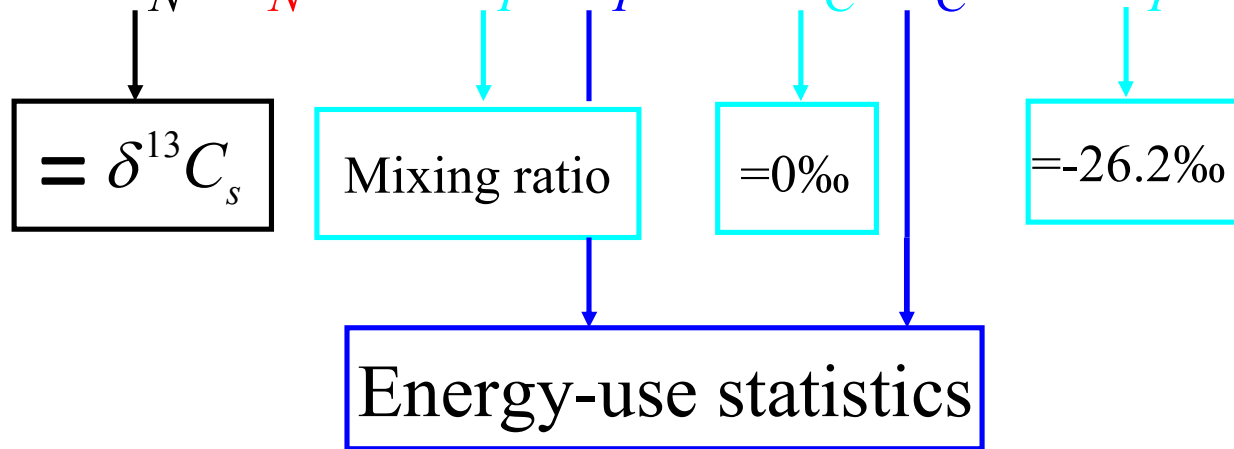 N N C
= δ¹³Cₛ
Mixing ratio
=0‰
=-26.2‰
Energy-use statistics